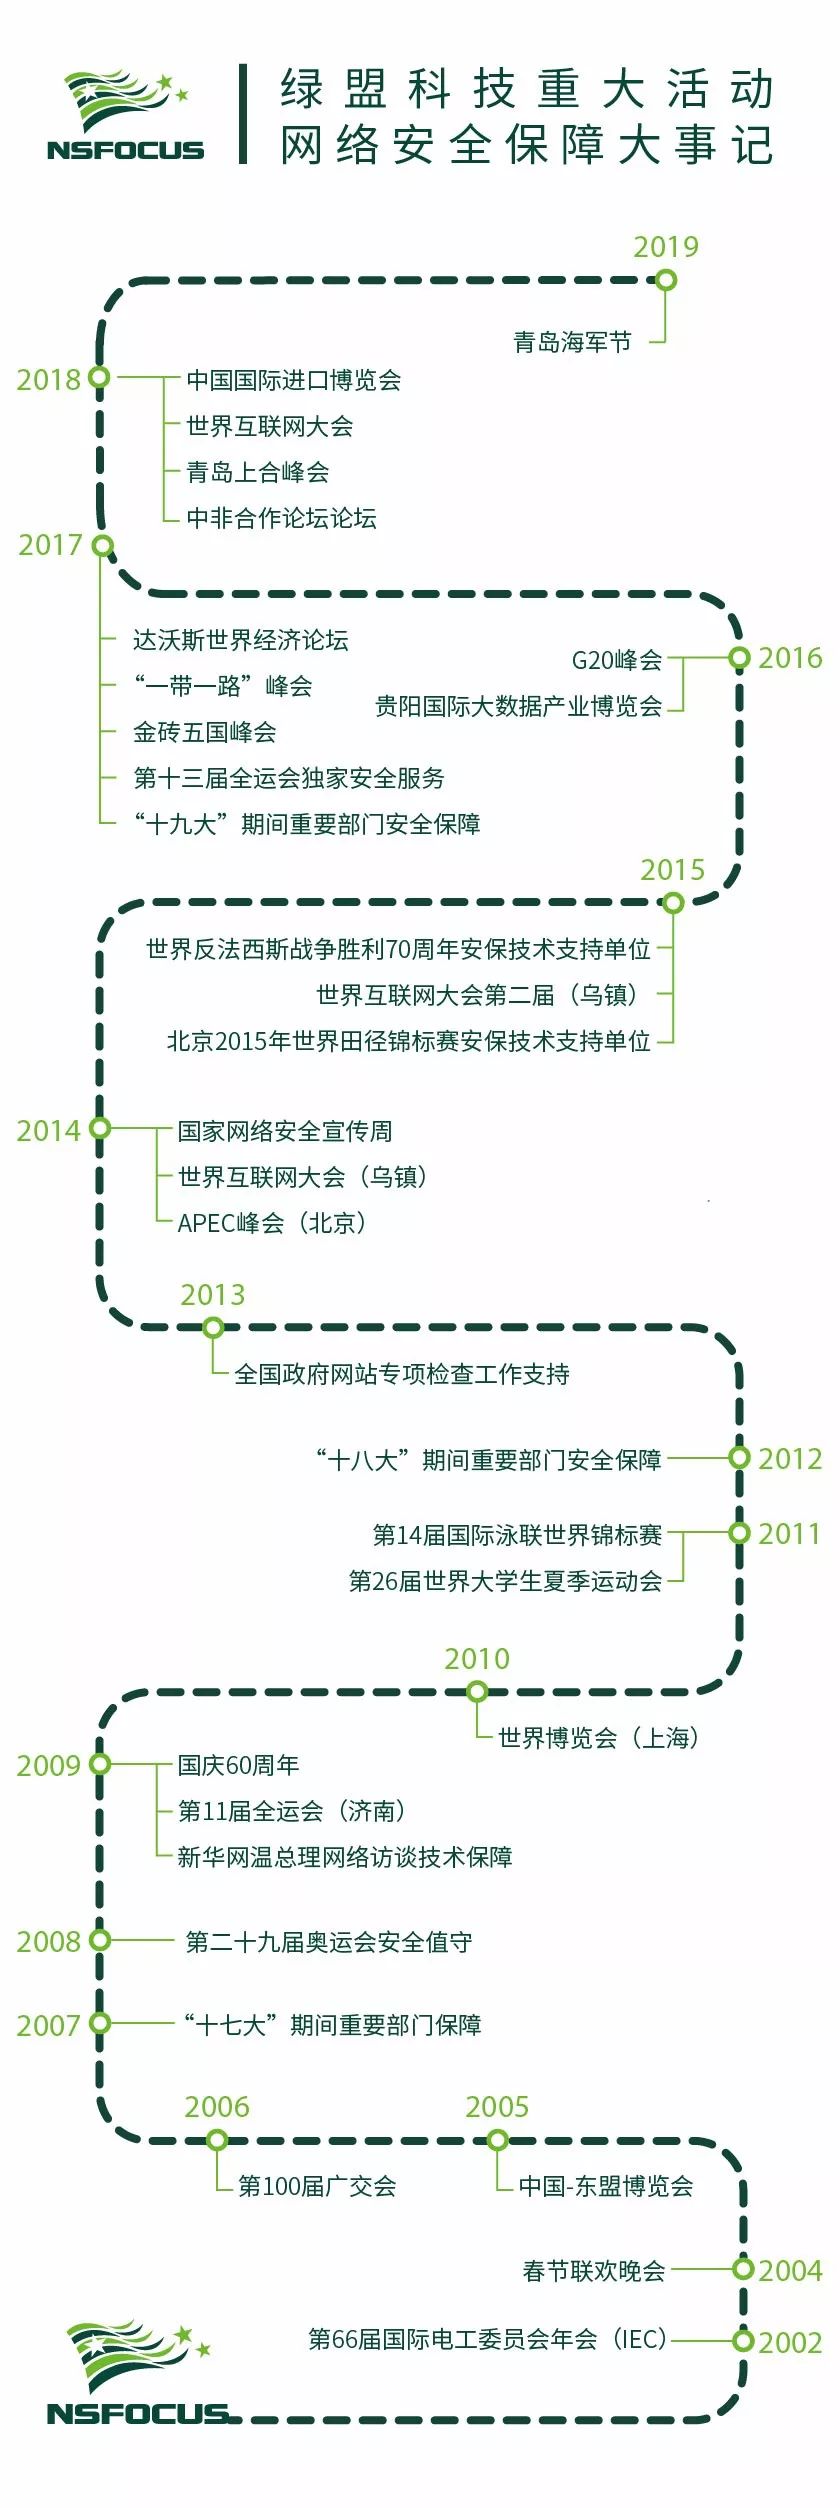 NSFOCUS
绿盟科技重大活动
网络安全保障大事记
2019
青岛海军节
2018
中国国际进口博览会
世界互联网大会
青岛上合峰会
中非合作论坛论坛
2017
达沃斯世界经济论坛
“一带一路”峰会
金砖五国峰会
第十三届全运会独家安全服务
“十九大”期间重要部门安全保障
2016
G20峰会
贵阳国际大数据产业博览会
2015
世界反法西斯战争胜利70周年安保技术支持单位
世界互联网大会第二届（乌镇）
北京2015年世界田径锦标赛安保技术支持单位
2014
国家网络安全宣传周
世界互联网大会（乌镇）
APEC峰会（北京）
2013
全国政府网站专项检查工作支持
2012
“十八大”期间重要部门安全保障
2011
第14届国际泳联世界锦标赛
第26届世界大学生夏季运动会
2010
世界博览会（上海）
2009
国庆60周年
第11届全运会（济南）
新华网温总理网络访谈技术保障
2008
第二十九届奥运会安全值守
2007
“十七大”期间重要部门保障
2006
第100届广交会
2005
中国-东盟博览会
2004
春节联欢晚会
2002
第66届国际电工委员会年会（IEC）
NSFOCUS